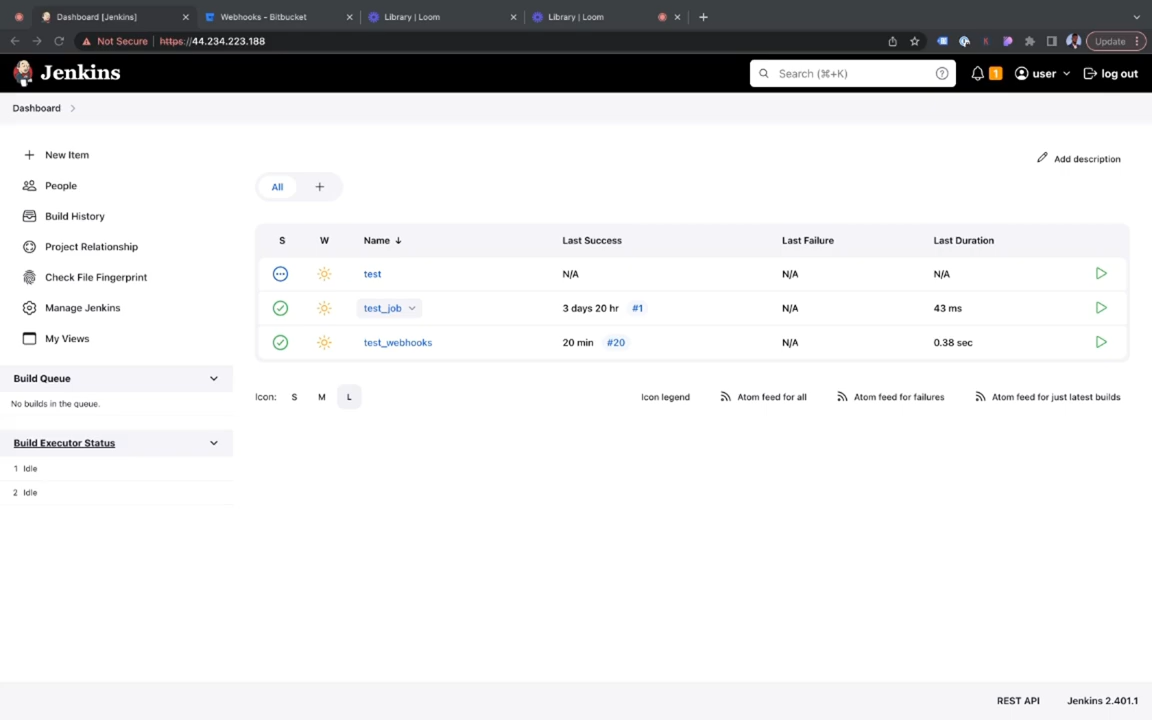 Dashboard [Jenkins]
Webhooks - Bitbucket
Library | Loom
Library | Loom
Not Secure | https://44.234.223.188
Update
Jenkins
Search (⌘+K)
1
user
log out
Dashboard
New Item
People
Build History
Project Relationship
Check File Fingerprint
Manage Jenkins
My Views
Build Queue
No builds in the queue.
Build Executor Status
1 Idle
2 Idle
Add description
All
S W Name ↓ Last Success Last Failure Last Duration
test N/A N/A N/A
test_job 3 days 20 hr #1 N/A 43 ms
test_webhooks 20 min #20 N/A 0.38 sec
Icon: S M L
Icon legend
Atom feed for all
Atom feed for failures
Atom feed for just latest builds
REST API
Jenkins 2.401.1